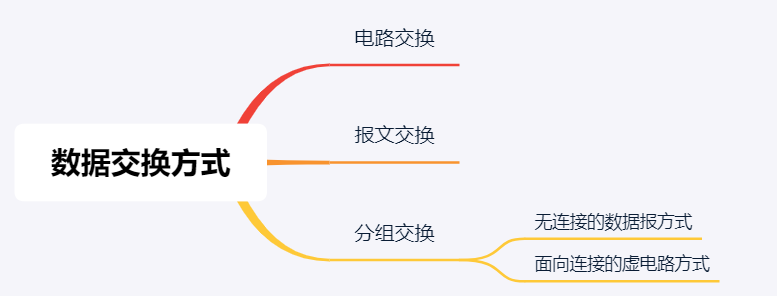 电路交换
报文交换
数据交换方式
分组交换
无连接的数据报方式
面向连接的虚电路方式